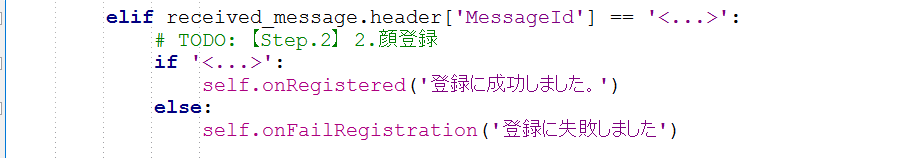 elif received_message.header['MessageId'] == '<...>':
# TODO:【Step.2】2.顔登録
if '<...>':
self.onRegistered('登録に成功しました。')
else:
self.onFailRegistration('登録に失敗しました')